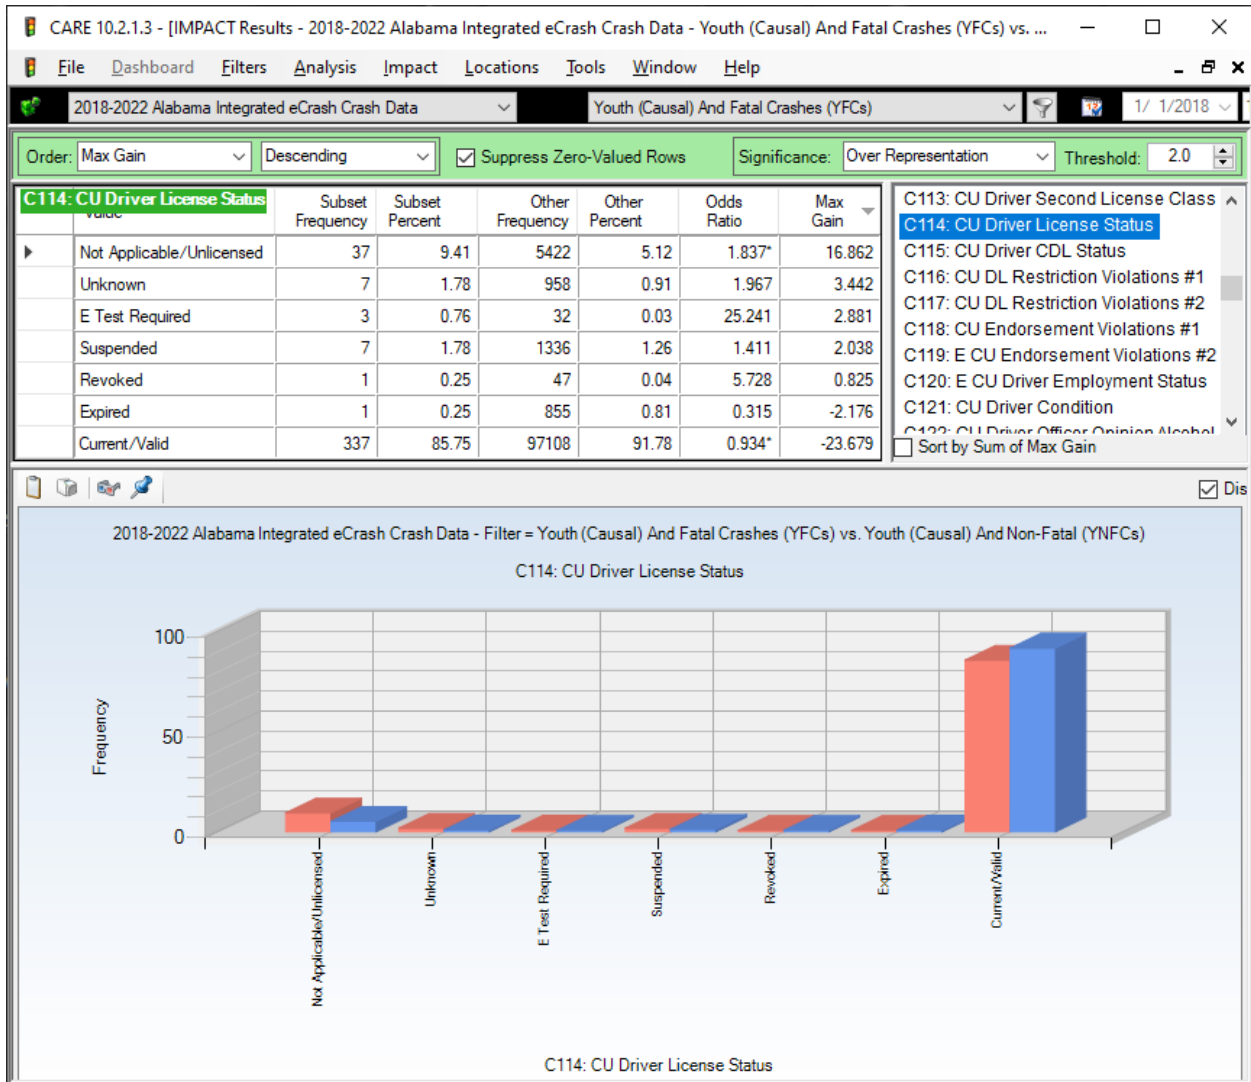 CARE 10.2.1.3 - [IMPACT Results - 2018-2022 Alabama Integrated eCrash Crash Data - Youth (Causal) And Fatal Crashes (YFCs) vs. ...
File Dashboard Filters Analysis Impact Locations Tools Window Help
2018-2022 Alabama Integrated eCrash Crash Data Youth (Causal) And Fatal Crashes (YFCs) 1/ 1/2018
Order: Max Gain Descending Suppress Zero-Valued Rows Significance: Over Representation Threshold: 2.0
C114: CU Driver License Status
Subset Frequency Subset Percent Other Frequency Other Percent Odds Ratio Max Gain
Not Applicable/Unlicensed 37 9.41 5422 5.12 1.837* 16.862
Unknown 7 1.78 958 0.91 1.967 3.442
E Test Required 3 0.76 32 0.03 25.241 2.881
Suspended 7 1.78 1336 1.26 1.411 2.038
Revoked 1 0.25 47 0.04 5.728 0.825
Expired 1 0.25 855 0.81 0.315 -2.176
Current/Valid 337 85.75 97108 91.78 0.934* -23.679
C113: CU Driver Second License Class
C114: CU Driver License Status
C115: CU Driver CDL Status
C116: CU DL Restriction Violations #1
C117: CU DL Restriction Violations #2
C118: CU Endorsement Violations #1
C119: E CU Endorsement Violations #2
C120: E CU Driver Employment Status
C121: CU Driver Condition
C122: CU Driver Officer Opinion Alcohol
Sort by Sum of Max Gain
Dis
2018-2022 Alabama Integrated eCrash Crash Data - Filter = Youth (Causal) And Fatal Crashes (YFCs) vs. Youth (Causal) And Non-Fatal (YNFCs)
C114: CU Driver License Status
100
50
0
Frequency
Not Applicable/Unlicensed
Unknown
E Test Required
Suspended
Revoked
Expired
Current/Valid
C114: CU Driver License Status